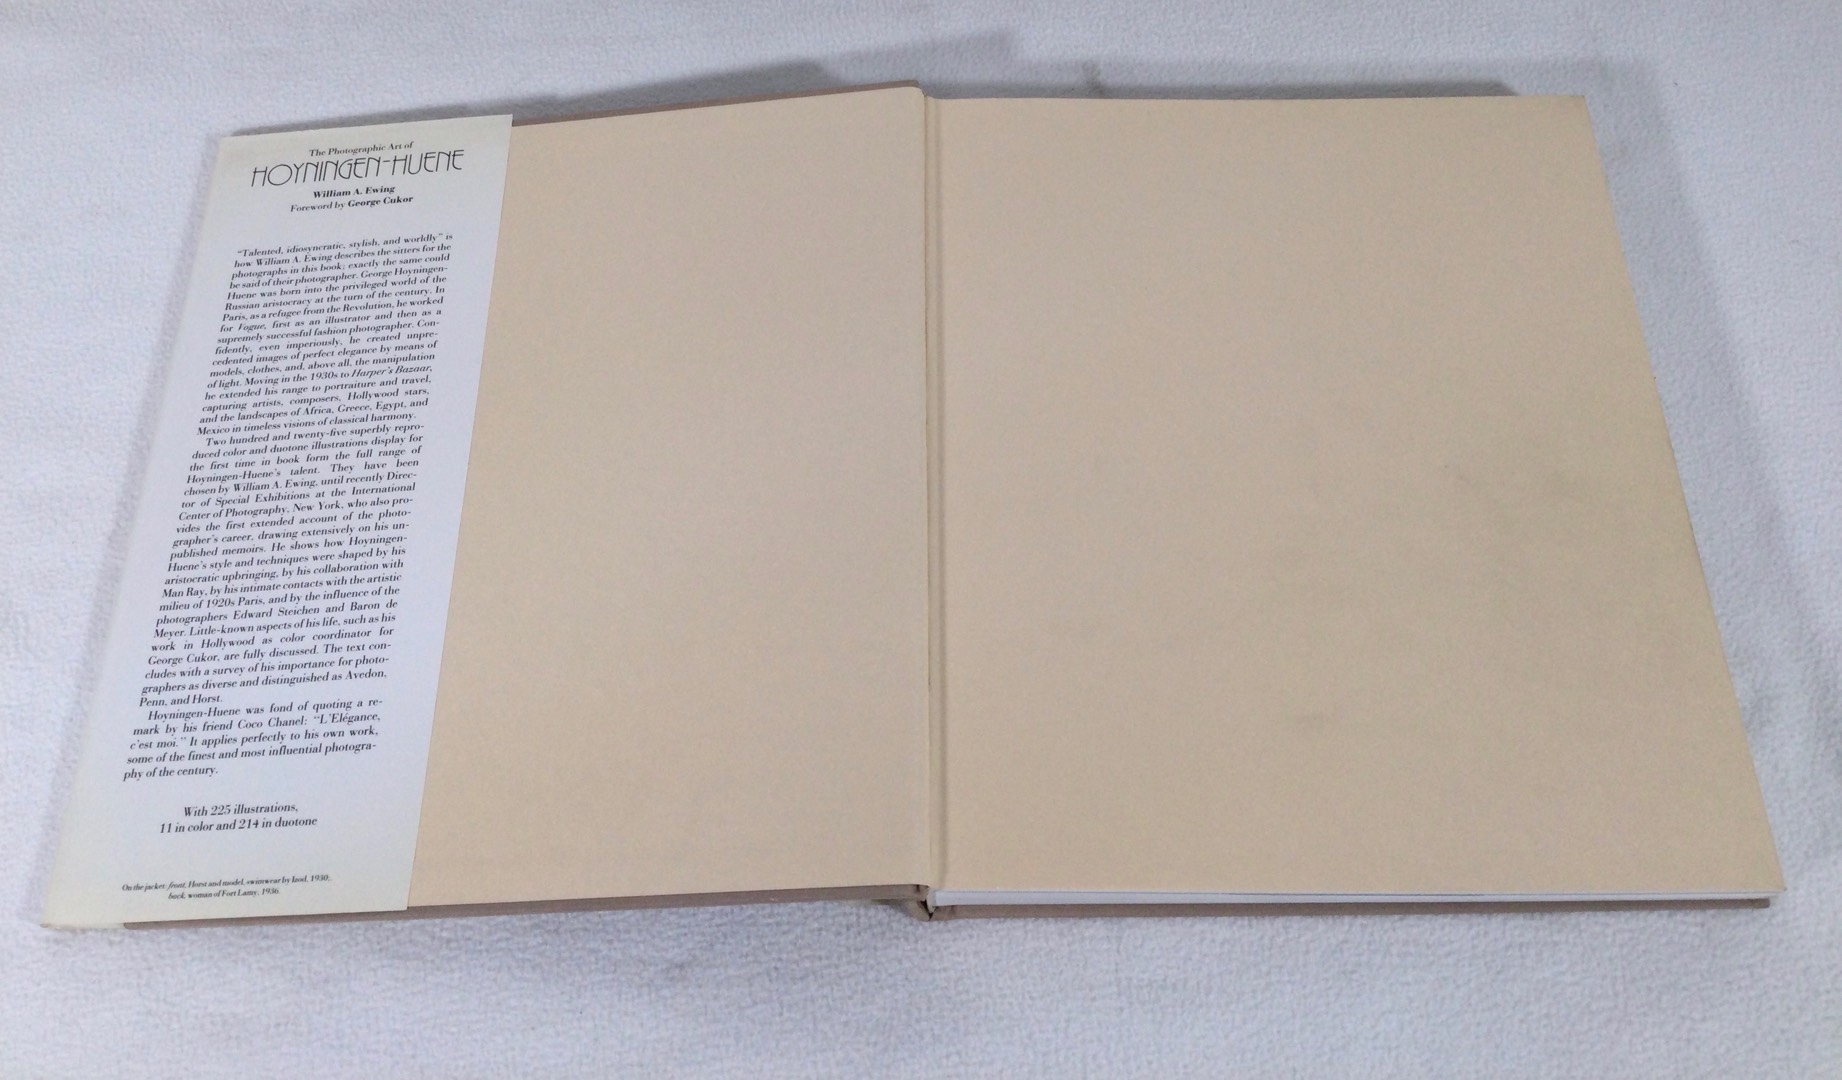 The Photographic Art of
HOYNINGEN-HUENE
William A. Ewing
Foreword by George Cukor
“Talented, idiosyncratic, stylish, and worldly” is
how William A. Ewing describes the sitters for the
photographs in this book; exactly the same could
be said of their photographer. George Hoyningen-
Huene was born into the privileged world of the
Russian aristocracy at the turn of the century. In
Paris, as a refugee from the Revolution, he worked
for Vogue, first as an illustrator and then as a
supremely successful fashion photographer. Con-
fidently, even imperiously, he created unpre-
cedented images of perfect elegance by means of
models, clothes, and, above all, the manipulation
of light. Moving in the 1930s to Harper's Bazaar,
he extended his range to portraiture and travel,
capturing artists, composers, Hollywood stars,
and the landscapes of Africa, Greece, Egypt, and
Mexico in timeless visions of classical harmony.
Two hundred and twenty-five superbly repro-
duced color and duotone illustrations display for
the first time in book form the full range of
Hoyningen-Huene's talent. They have been
chosen by William A. Ewing, until recently Direc-
tor of Special Exhibitions at the International
Center of Photography, New York, who also pro-
vides the first extended account of the photo-
grapher's career, drawing extensively on his un-
published memoirs. He shows how Hoyningen-
Huene's style and techniques were shaped by his
aristocratic upbringing, by his collaboration with
Man Ray, by his intimate contacts with the artistic
milieu of 1920s Paris, and by the influence of the
photographers Edward Steichen and Baron de
Meyer. Little-known aspects of his life, such as his
work in Hollywood as color coordinator for
George Cukor, are fully discussed. The text con-
cludes with a survey of his importance for photo-
graphers as diverse and distinguished as Avedon,
Penn, and Horst.
Hoyningen-Huene was fond of quoting a re-
mark by his friend Coco Chanel: “L'Elégance,
c'est moi.” It applies perfectly to his own work,
some of the finest and most influential photogra-
phy of the century.
With 225 illustrations,
11 in color and 214 in duotone
On the jacket: front, Horst and model, swimwear by Izod, 1930;
back, woman of Fort Lamy, 1936.